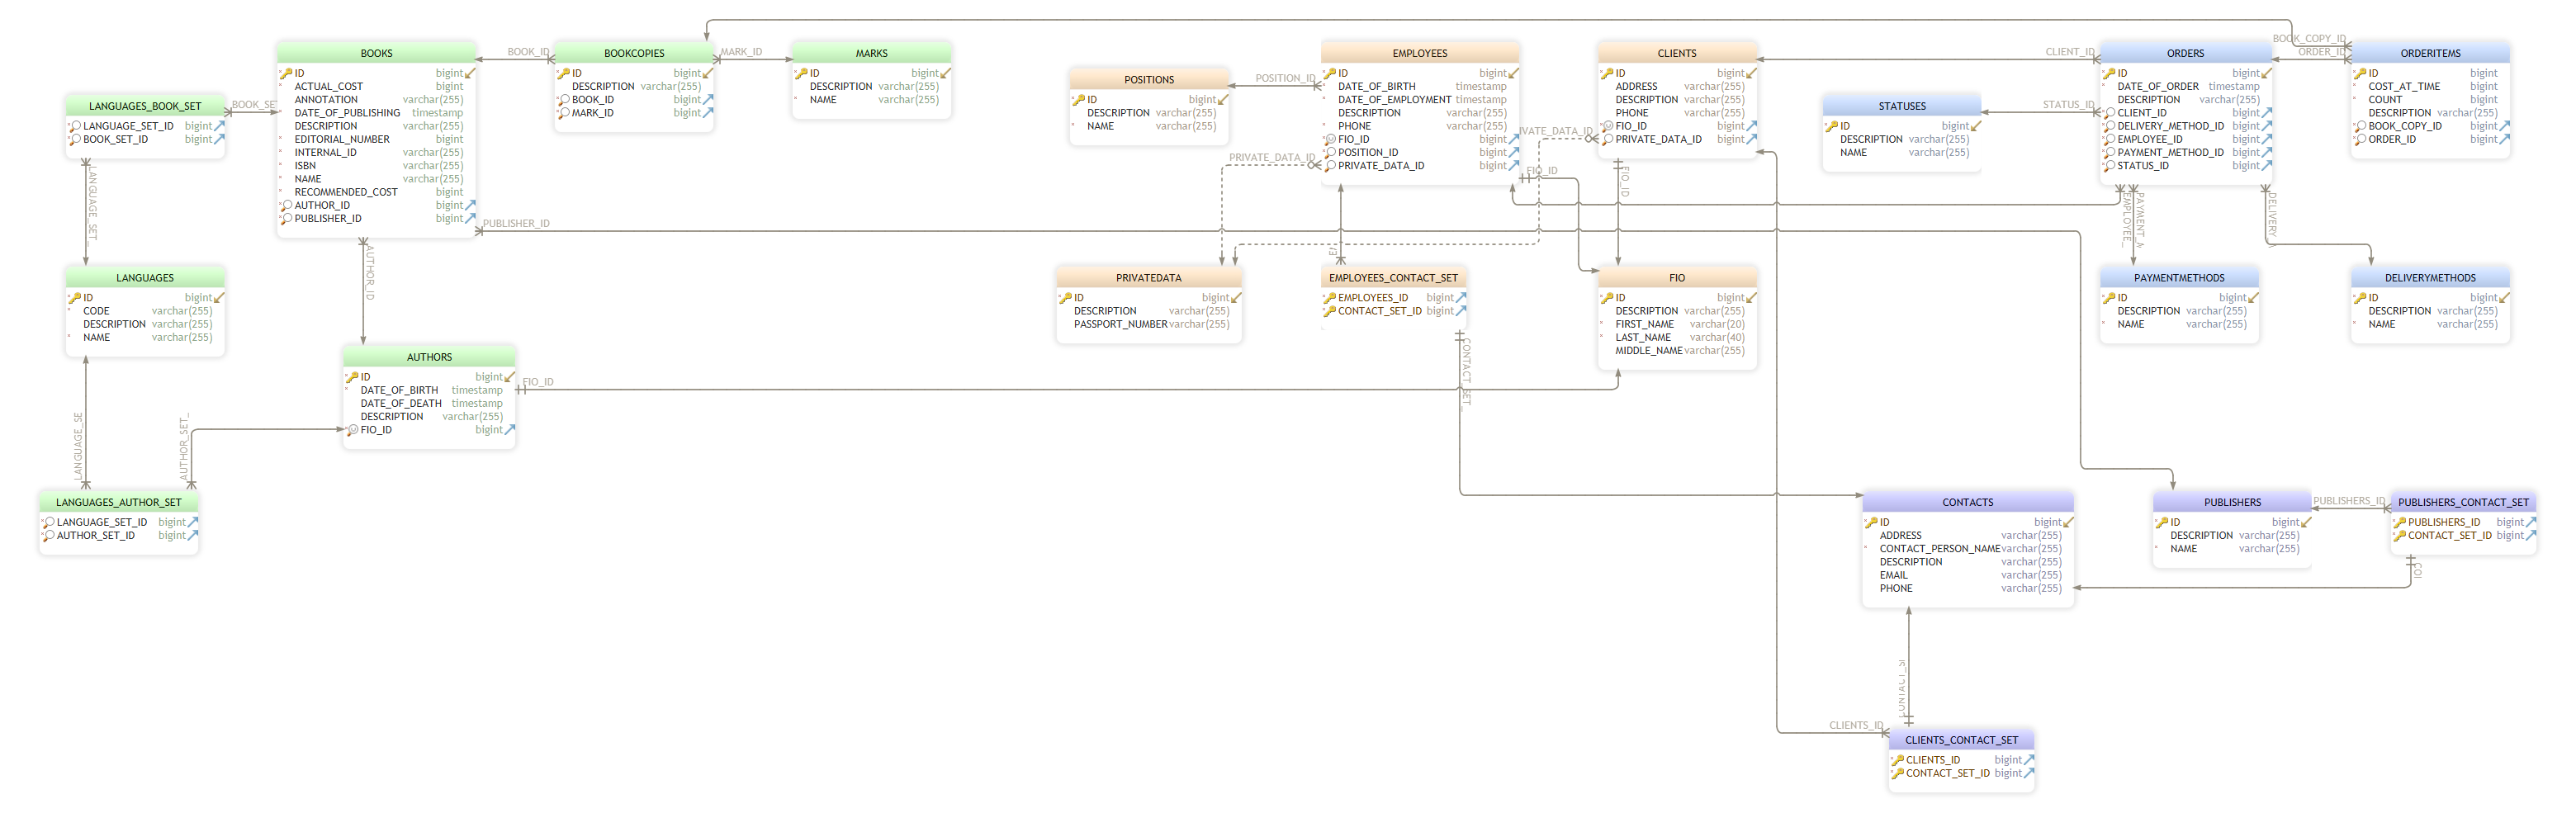 BOOKS
ID bigint
ACTUAL_COST bigint
ANNOTATION varchar(255)
DATE_OF_PUBLISHING timestamp
DESCRIPTION varchar(255)
EDITORIAL_NUMBER bigint
INTERNAL_ID varchar(255)
ISBN varchar(255)
NAME varchar(255)
RECOMMENDED_COST bigint
AUTHOR_ID bigint
PUBLISHER_ID bigint
BOOK_ID
BOOKCOPIES
ID bigint
DESCRIPTION varchar(255)
BOOK_ID bigint
MARK_ID bigint
MARK_ID
MARKS
ID bigint
DESCRIPTION varchar(255)
NAME varchar(255)
POSITIONS
ID bigint
DESCRIPTION varchar(255)
NAME varchar(255)
POSITION_ID
EMPLOYEES
ID bigint
DATE_OF_BIRTH timestamp
DATE_OF_EMPLOYMENT timestamp
DESCRIPTION varchar(255)
PHONE varchar(255)
FIO_ID bigint
POSITION_ID bigint
PRIVATE_DATA_ID bigint
PRIVATE_DATA_ID
FIO_ID
CLIENTS
ID bigint
ADDRESS varchar(255)
DESCRIPTION varchar(255)
PHONE varchar(255)
FIO_ID bigint
PRIVATE_DATA_ID bigint
IVATE_DATA_ID
FIO_ID
CLIENT_ID
STATUSES
ID bigint
DESCRIPTION varchar(255)
NAME varchar(255)
STATUS_ID
ORDERS
ID bigint
DATE_OF_ORDER timestamp
DESCRIPTION varchar(255)
CLIENT_ID bigint
DELIVERY_METHOD_ID bigint
EMPLOYEE_ID bigint
PAYMENT_METHOD_ID bigint
STATUS_ID bigint
BOOK_COPY_ID
ORDER_ID
ORDERITEMS
ID bigint
COST_AT_TIME bigint
COUNT bigint
DESCRIPTION varchar(255)
BOOK_COPY_ID bigint
ORDER_ID bigint
EMPLOYEE_
PAYMENT_
DELIVERY_
LANGUAGES_BOOK_SET
LANGUAGE_SET_ID bigint
BOOK_SET_ID bigint
BOOK_SE
LANGUAGE_SET_
PUBLISHER_ID
AUTHOR_ID
LANGUAGES
ID bigint
CODE varchar(255)
DESCRIPTION varchar(255)
NAME varchar(255)
PRIVATEDATA
ID bigint
DESCRIPTION varchar(255)
PASSPORT_NUMBER varchar(255)
EMPLOYEES_CONTACT_SET
EMPLOYEES_ID bigint
CONTACT_SET_ID bigint
CONTACT_SET_
FIO
ID bigint
DESCRIPTION varchar(255)
FIRST_NAME varchar(20)
LAST_NAME varchar(40)
MIDDLE_NAME varchar(255)
PAYMENTMETHODS
ID bigint
DESCRIPTION varchar(255)
NAME varchar(255)
DELIVERYMETHODS
ID bigint
DESCRIPTION varchar(255)
NAME varchar(255)
AUTHORS
ID bigint
DATE_OF_BIRTH timestamp
DATE_OF_DEATH timestamp
DESCRIPTION varchar(255)
FIO_ID bigint
FIO_ID
LANGUAGE_SE
AUTHOR_SET_
LANGUAGES_AUTHOR_SET
LANGUAGE_SET_ID bigint
AUTHOR_SET_ID bigint
CONTACTS
ID bigint
ADDRESS varchar(255)
CONTACT_PERSON_NAME varchar(255)
DESCRIPTION varchar(255)
EMAIL varchar(255)
PHONE varchar(255)
PUBLISHERS
ID bigint
DESCRIPTION varchar(255)
NAME varchar(255)
PUBLISHERS_ID
PUBLISHERS_CONTACT_SET
PUBLISHERS_ID bigint
CONTACT_SET_ID bigint
CLIENTS_ID
CLIENTS_CONTACT_SET
CLIENTS_ID bigint
CONTACT_SET_ID bigint